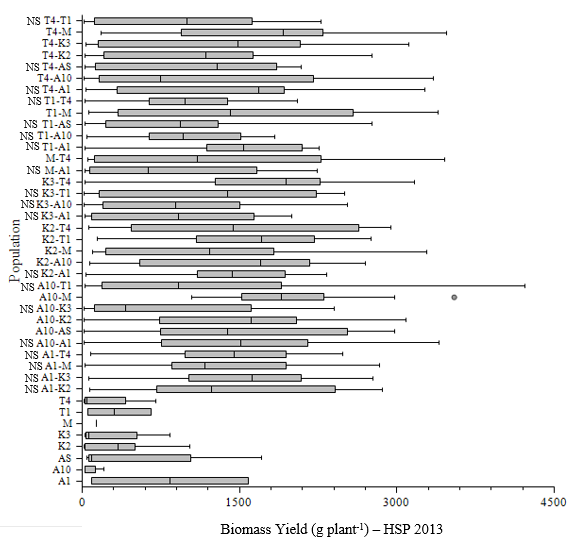 NS T4-T1
T4-M
T4-K3
T4-K2
NS T4-AS
T4-A10
NS T4-A1
NS T1-T4
T1-M
NS T1-AS
NS T1-A10
NS T1-A1
M-T4
NS M-A1
K3-T4
NS K3-T1
NS K3-A10
NS K3-A1
K2-T4
K2-T1
K2-M
K2-A10
NS K2-A1
NS A10-T1
A10-M
NS A10-K3
A10-K2
A10-AS
NS A10-A1
NS A1-T4
NS A1-M
NS A1-K3
NS A1-K2
T4
T1
M
K3
K2
AS
A10
A1
Population
0 1500 3000 4500
Biomass Yield (g plant⁻¹) – HSP 2013